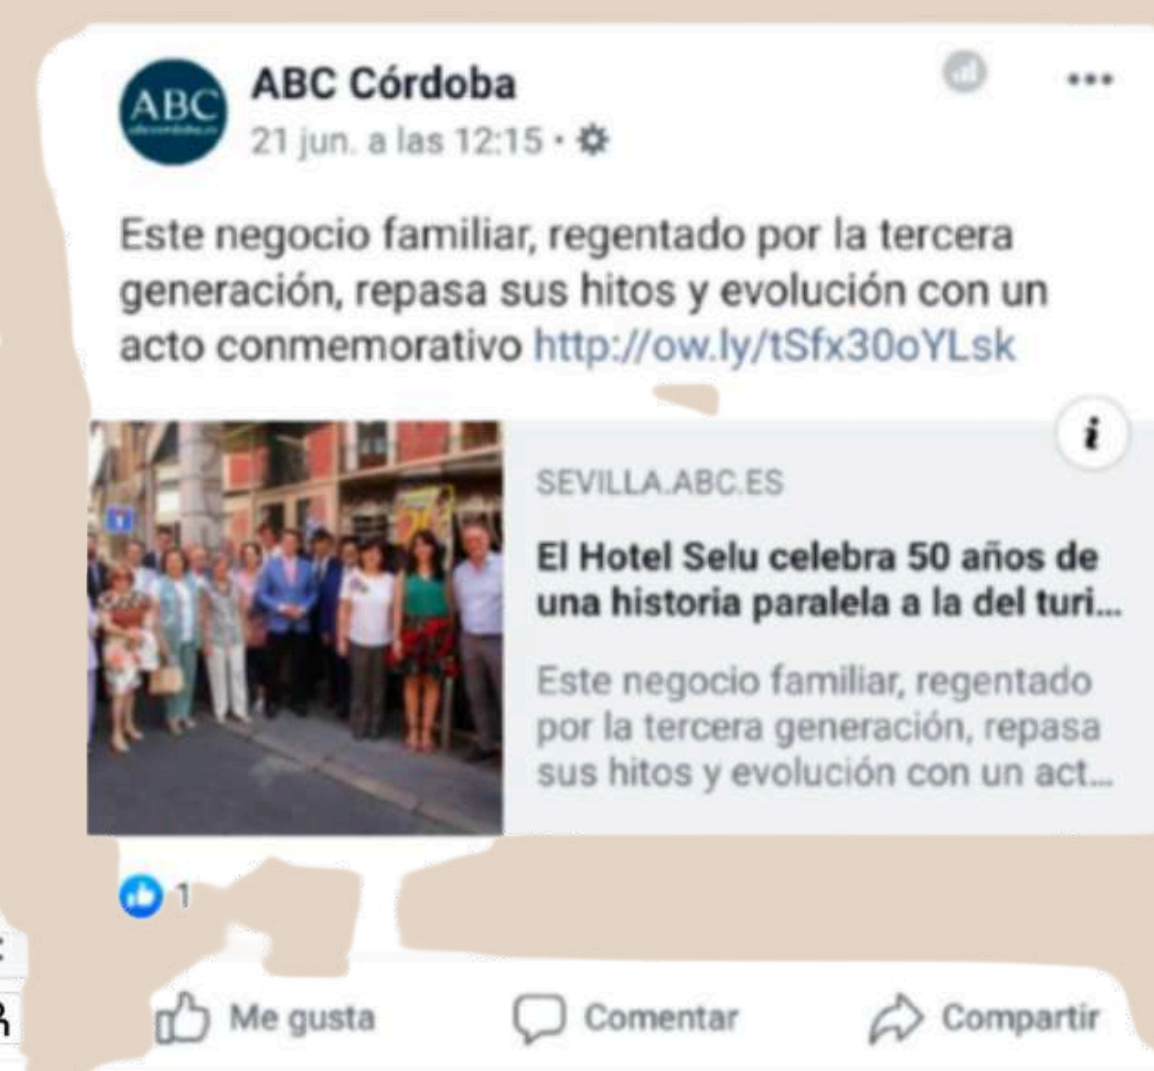 ABC
ABC Córdoba
21 jun. a las 12:15 ·
Este negocio familiar, regentado por la tercera
generación, repasa sus hitos y evolución con un
acto conmemorativo http://ow.ly/tSfx30oYLsk
i
SEVILLA.ABC.ES
El Hotel Selu celebra 50 años de
una historia paralela a la del turi...
Este negocio familiar, regentado
por la tercera generación, repasa
sus hitos y evolución con un act...
1
Me gusta
Comentar
Compartir